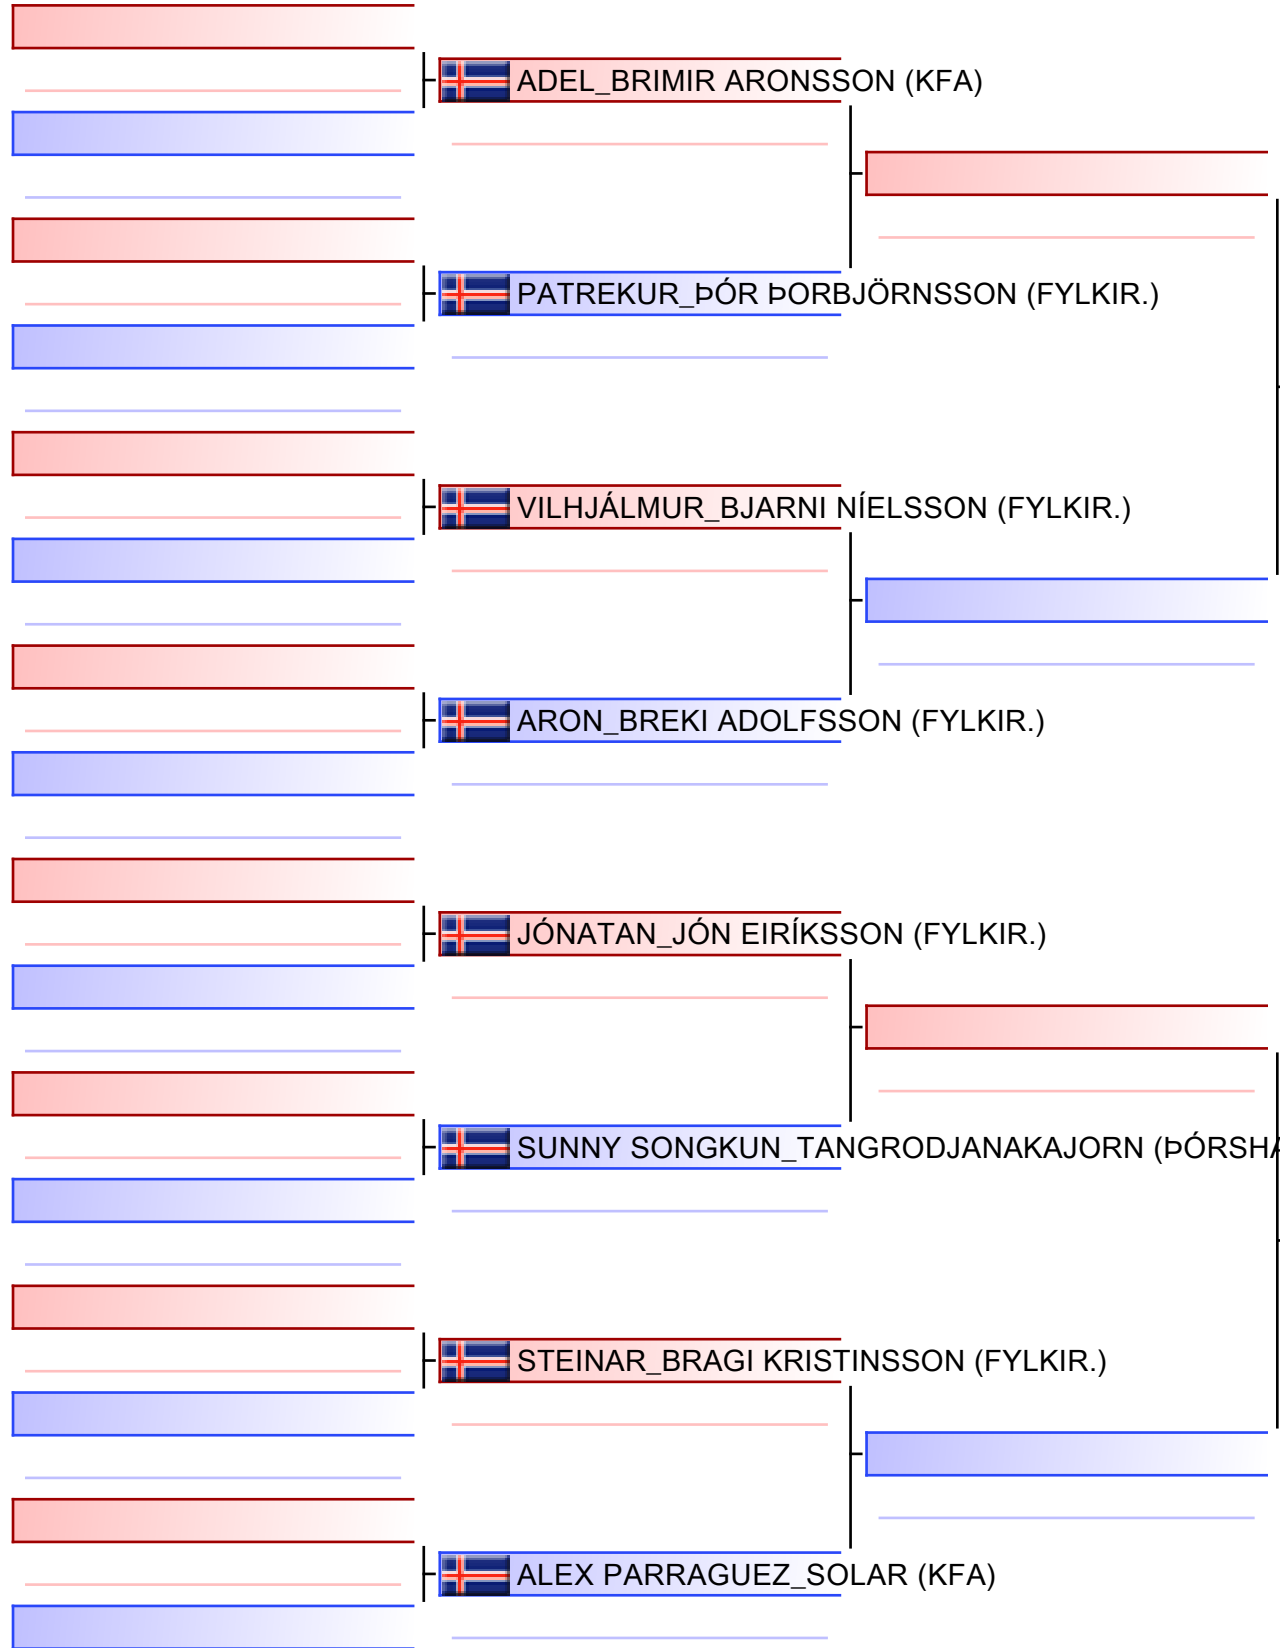 ADEL_BRIMIR ARONSSON (KFA)
PATREKUR_ÞÓR ÞORBJÖRNSSON (FYLKIR.)
VILHJÁLMUR_BJARNI NÍELSSON (FYLKIR.)
ARON_BREKI ADOLFSSON (FYLKIR.)
JÓNATAN_JÓN EIRÍKSSON (FYLKIR.)
SUNNY SONGKUN_TANGRODJANAKAJORN (ÞÓRSHA
STEINAR_BRAGI KRISTINSSON (FYLKIR.)
ALEX PARRAGUEZ_SOLAR (KFA)